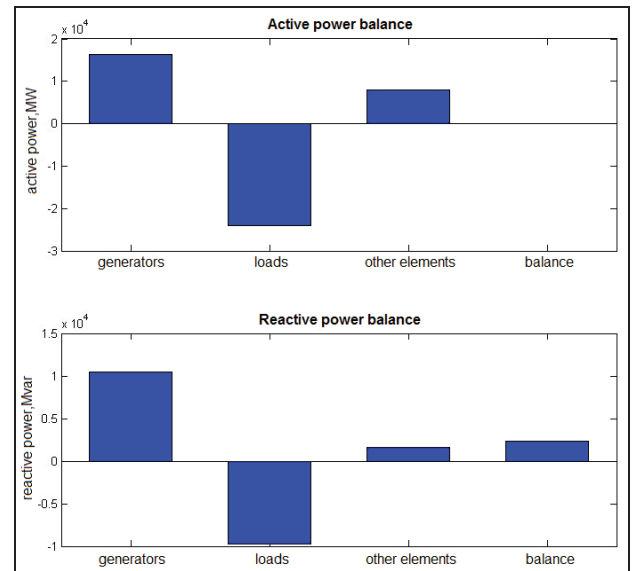 Active power balance
x 10^4
2
1
0
-1
-2
-3
active power,MW
generators loads other elements balance
Reactive power balance
x 10^4
1.5
1
0.5
0
-0.5
-1
reactive power,Mvar
generators loads other elements balance